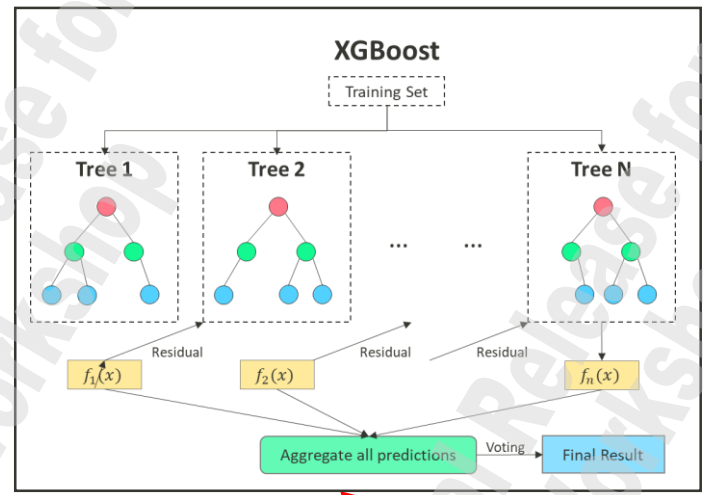 XGBoost
Training Set
Tree 1
Tree 2
Tree N
... ...
Residual
Residual
Residual
f₁(x)
f₂(x)
fₙ(x)
Aggregate all predictions
Voting
Final Result